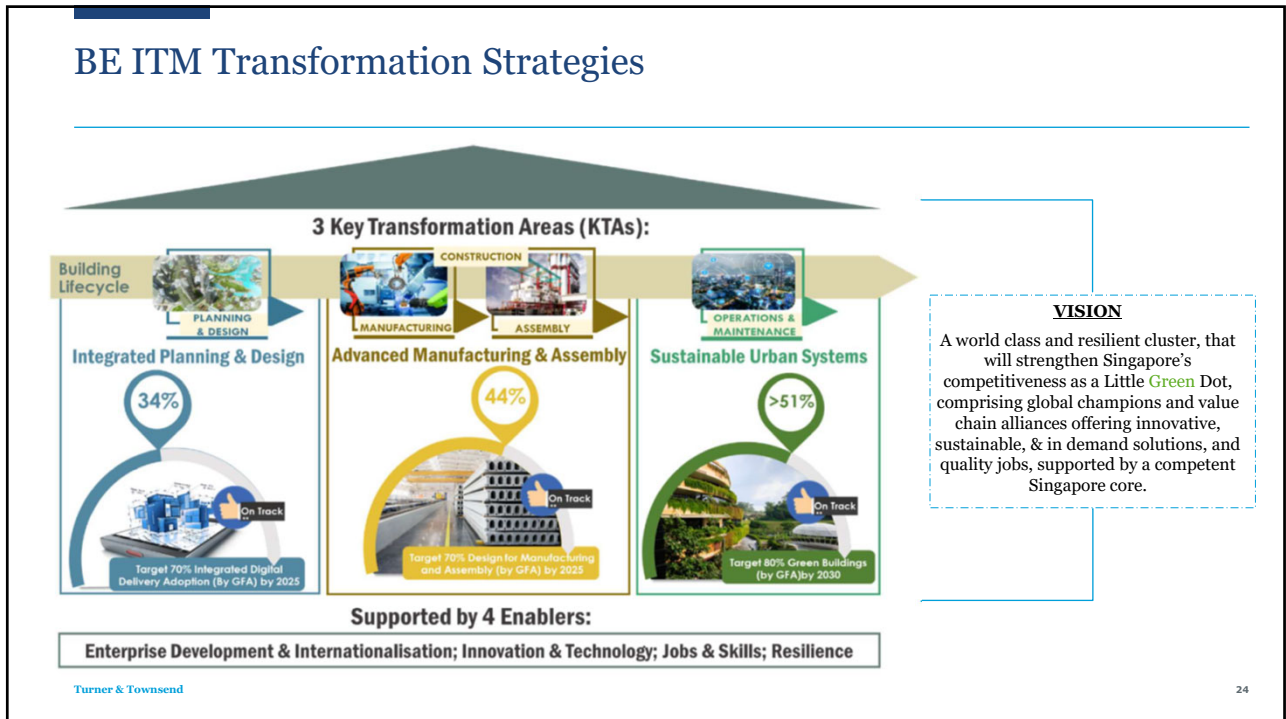 BE ITM Transformation Strategies
3 Key Transformation Areas (KTAs):
Building
Lifecycle
PLANNING
& DESIGN
CONSTRUCTION
MANUFACTURING
ASSEMBLY
OPERATIONS &
MAINTENANCE
Integrated Planning & Design
34%
On Track
Target 70% Integrated Digital
Delivery Adoption (By GFA) by 2025
Advanced Manufacturing & Assembly
44%
On Track
Target 70% Design for Manufacturing
and Assembly (by GFA) by 2025
Sustainable Urban Systems
>51%
On Track
Target 80% Green Buildings
(by GFA)by 2030
Supported by 4 Enablers:
Enterprise Development & Internationalisation; Innovation & Technology; Jobs & Skills; Resilience
VISION
A world class and resilient cluster, that
will strengthen Singapore’s
competitiveness as a Little Green Dot,
comprising global champions and value
chain alliances offering innovative,
sustainable, & in demand solutions, and
quality jobs, supported by a competent
Singapore core.
Turner & Townsend
24